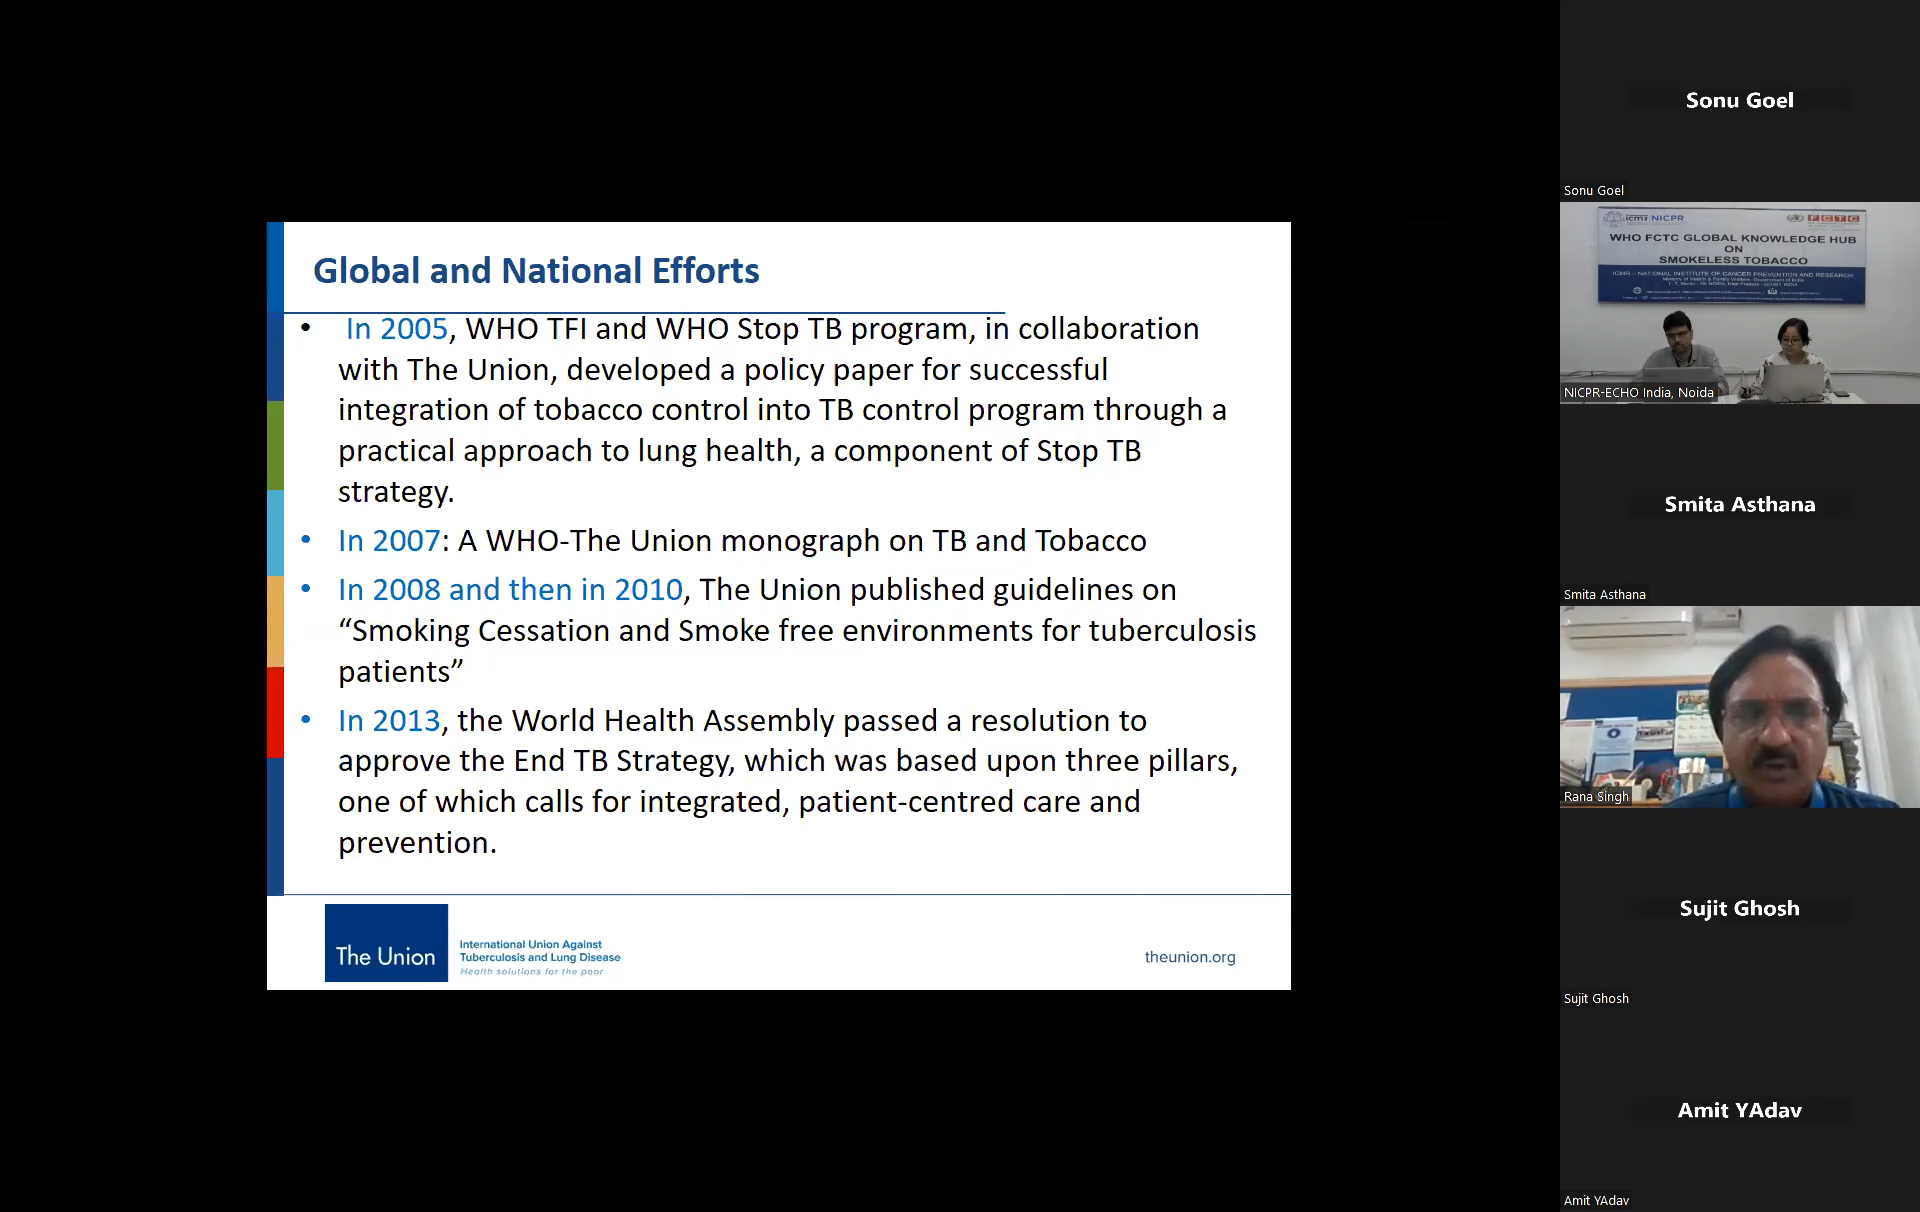 Global and National Efforts
• In 2005, WHO TFI and WHO Stop TB program, in collaboration
with The Union, developed a policy paper for successful
integration of tobacco control into TB control program through a
practical approach to lung health, a component of Stop TB
strategy.
• In 2007: A WHO-The Union monograph on TB and Tobacco
• In 2008 and then in 2010, The Union published guidelines on
“Smoking Cessation and Smoke free environments for tuberculosis
patients”
• In 2013, the World Health Assembly passed a resolution to
approve the End TB Strategy, which was based upon three pillars,
one of which calls for integrated, patient-centred care and
prevention.
The Union
International Union Against
Tuberculosis and Lung Disease
Health solutions for the poor
theunion.org
Sonu Goel
Sonu Goel
icmr NICPR
FCTC
WHO FCTC GLOBAL KNOWLEDGE HUB
ON
SMOKELESS TOBACCO
ICMR – NATIONAL INSTITUTE OF CANCER PREVENTION AND RESEARCH
NICPR-ECHO India, Noida
Smita Asthana
Smita Asthana
Rana Singh
Sujit Ghosh
Sujit Ghosh
Amit YAdav
Amit YAdav